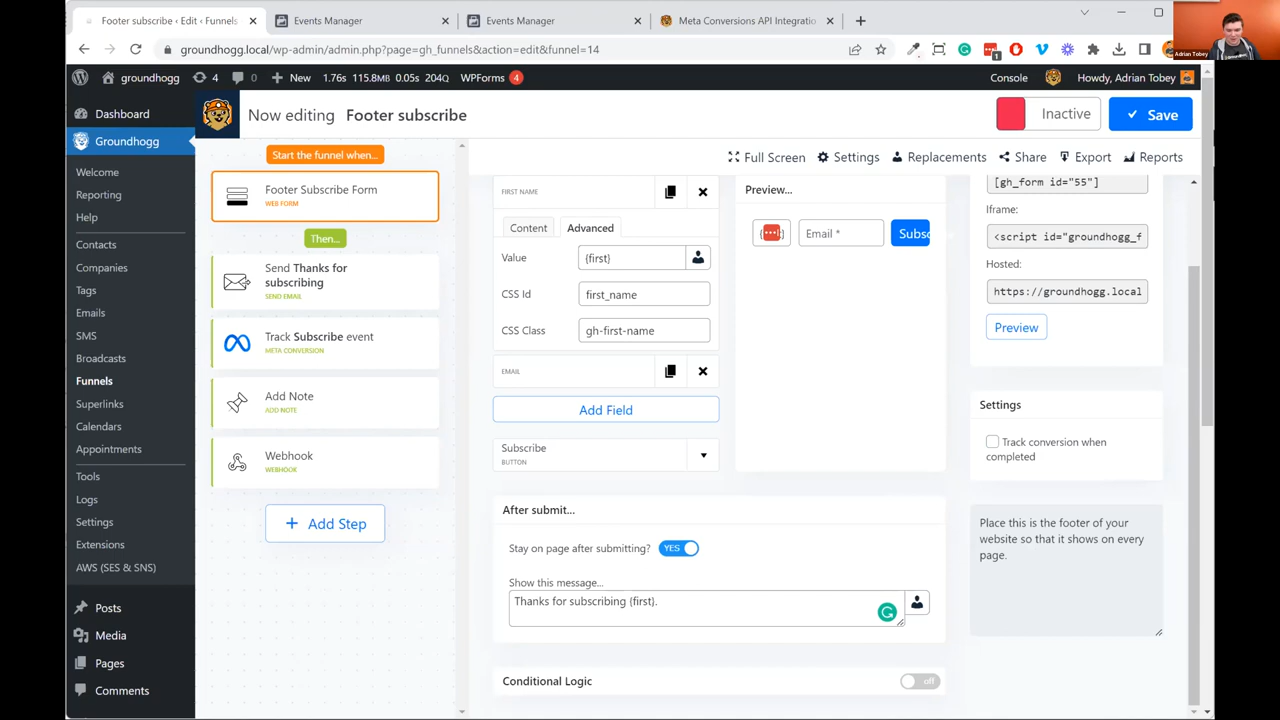 Footer subscribe ‹ Edit ‹ Funnels
Events Manager
Events Manager
Meta Conversions API Integratio
groundhogg.local/wp-admin/admin.php?page=gh_funnels&action=edit&funnel=14
1
Adrian Tobey
groundhogg
4
0
New
1.76s 115.8MB 0.05s 204Q
WPForms 4
Console
Howdy, Adrian Tobey
Dashboard
Groundhogg
Welcome
Reporting
Help
Contacts
Companies
Tags
Emails
SMS
Broadcasts
Funnels
Superlinks
Calendars
Appointments
Tools
Logs
Settings
Extensions
AWS (SES & SNS)
Posts
Media
Pages
Comments
Now editing Footer subscribe
Inactive
Save
Full Screen
Settings
Replacements
Share
Export
Reports
Start the funnel when...
Footer Subscribe Form
WEB FORM
Then...
Send Thanks for
subscribing
SEND EMAIL
Track Subscribe event
META CONVERSION
Add Note
ADD NOTE
Webhook
WEBHOOK
Add Step
FIRST NAME
Content
Advanced
Value
{first}
CSS Id
first_name
CSS Class
gh-first-name
EMAIL
Add Field
Subscribe
BUTTON
Preview...
Email *
Subsc
After submit...
Stay on page after submitting?
YES
Show this message...
Thanks for subscribing {first}.
Conditional Logic
off
[gh_form id="55"]
Iframe:
<script id="groundhogg_f
Hosted:
https://groundhogg.local
Preview
Settings
Track conversion when
completed
Place this is the footer of your
website so that it shows on every
page.